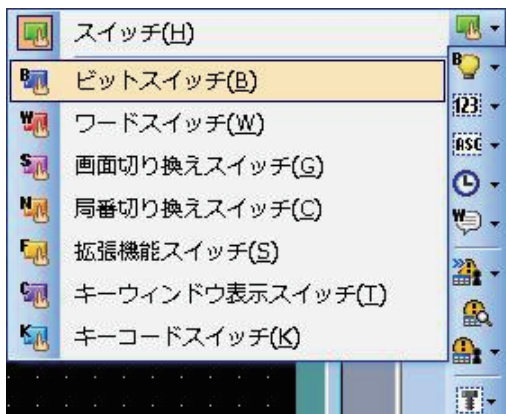 スイッチ(H)
ビットスイッチ(B)
ワードスイッチ(W)
画面切り換えスイッチ(G)
局番切り換えスイッチ(C)
拡張機能スイッチ(S)
キーウィンドウ表示スイッチ(T)
キーコードスイッチ(K)
B
W
S
N
F
K
B
123
ASC
W
T